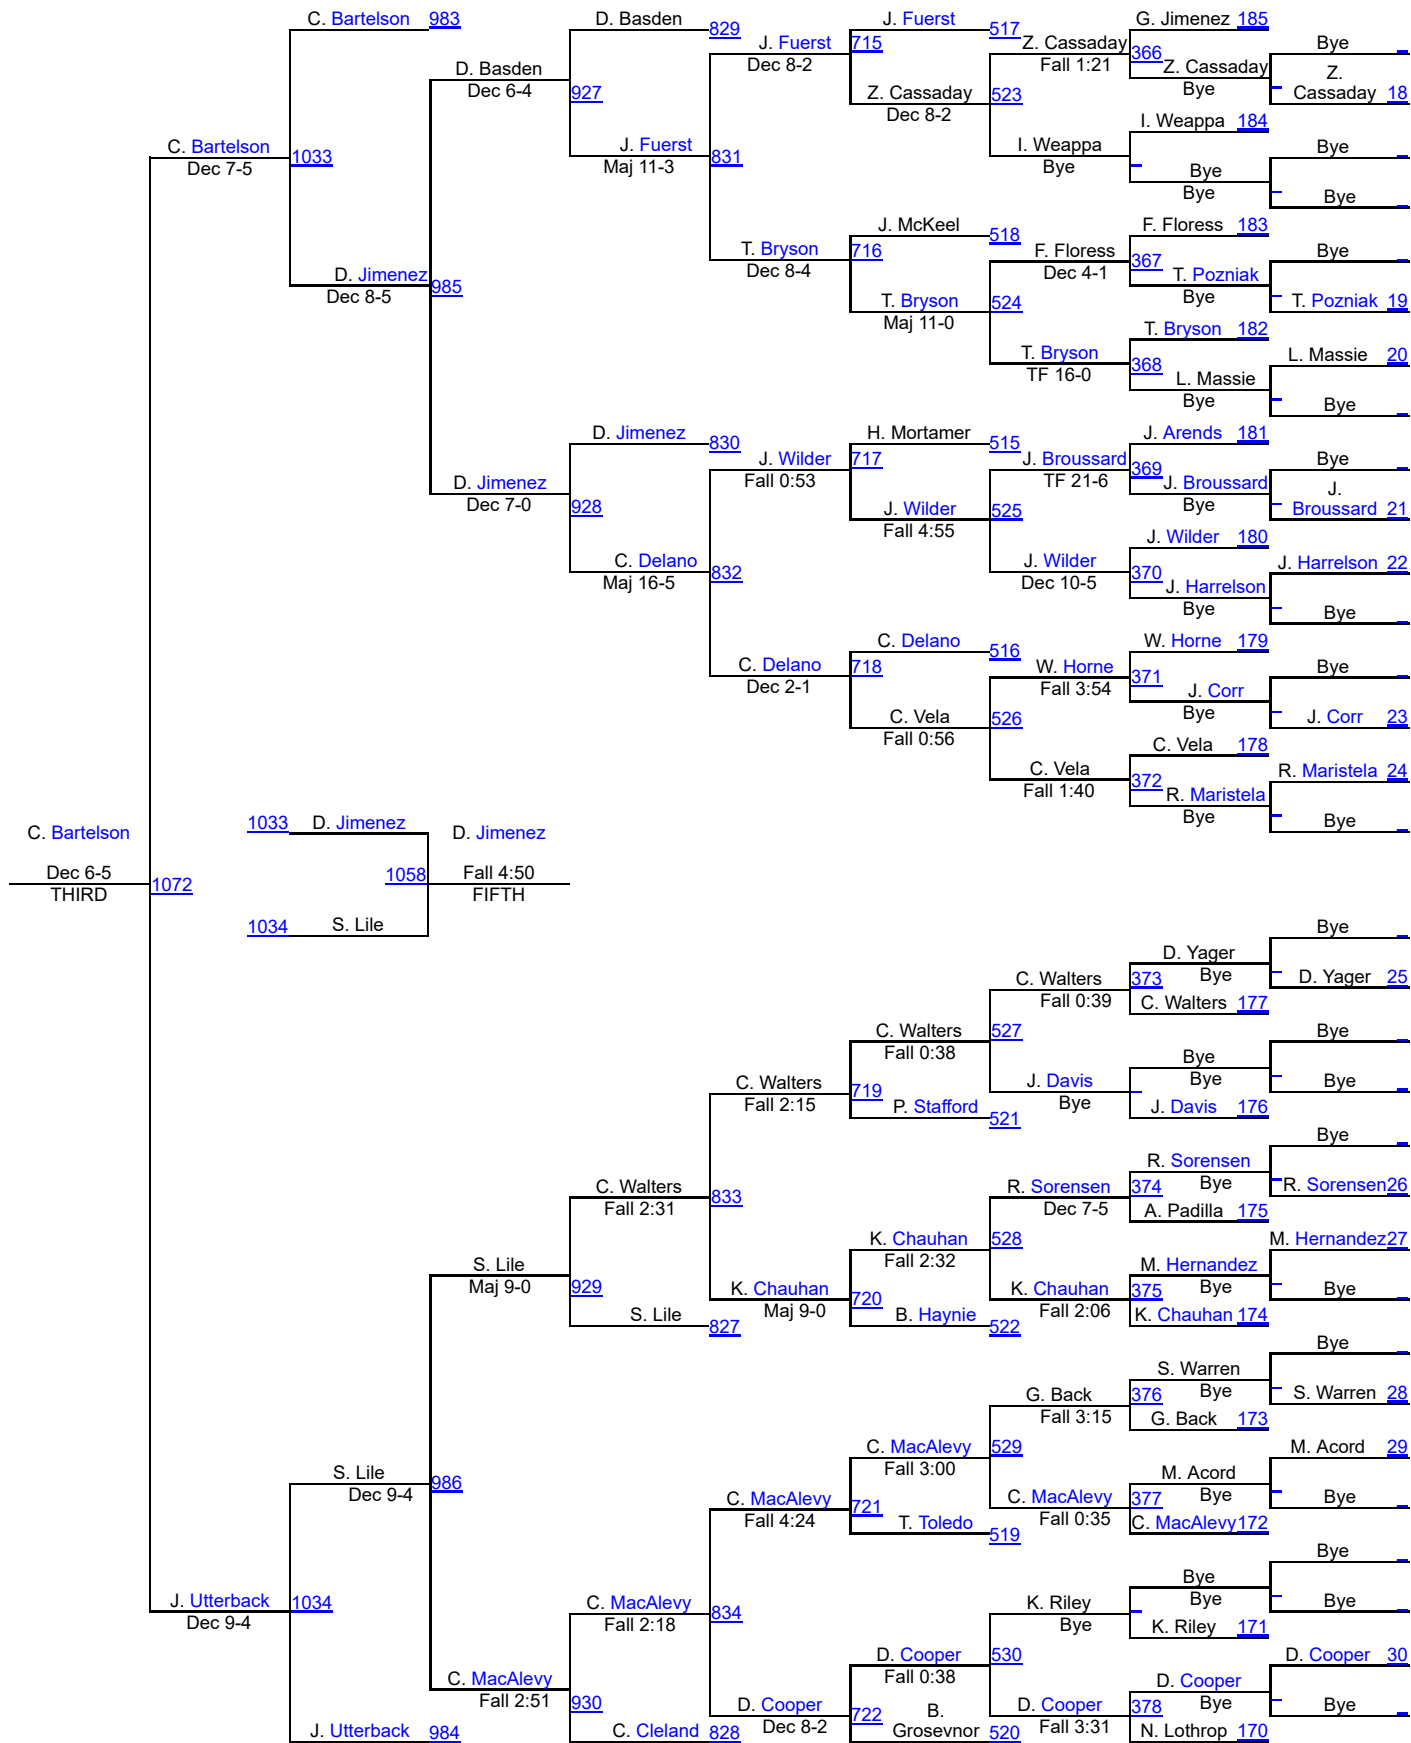 C. Bartelson 983
D. Basden 829
J. Fuerst 517
G. Jimenez 185
J. Fuerst 715
Z. Cassaday 366
Bye
D. Basden
Dec 8-2
Fall 1:21
Z. Cassaday
Z.
Dec 6-4
927
Z. Cassaday 523
Bye
Cassaday 18
Dec 8-2
I. Weappa 184
C. Bartelson 1033
J. Fuerst 831
I. Weappa
Bye
Dec 7-5
Maj 11-3
Bye
Bye
Bye
Bye
J. McKeel 518
F. Floress 183
T. Bryson 716
F. Floress 367
Bye
Dec 8-4
Dec 4-1
D. Jimenez 985
T. Pozniak
Dec 8-5
T. Bryson 524
Bye
T. Pozniak 19
Maj 11-0
T. Bryson 182
T. Bryson 368
L. Massie 20
TF 16-0
L. Massie
Bye
Bye
D. Jimenez 830
H. Mortamer 515
J. Arends 181
J. Wilder 717
J. Broussard 369
Bye
D. Jimenez
Fall 0:53
TF 21-6
J. Broussard
J.
Dec 7-0
928
J. Wilder 525
Bye
Broussard 21
Fall 4:55
J. Wilder 180
C. Delano 832
J. Wilder 370
J. Harrelson 22
Maj 16-5
Dec 10-5
J. Harrelson
Bye
Bye
C. Delano 516
W. Horne 179
C. Delano 718
W. Horne 371
Bye
Dec 2-1
Fall 3:54
J. Corr
C. Vela 526
Bye
J. Corr 23
Fall 0:56
C. Vela 178
C. Vela 372
R. Maristela 24
Fall 1:40
R. Maristela
C. Bartelson
1033 D. Jimenez
D. Jimenez
Bye
Bye
Dec 6-5 1072
1058 Fall 4:50
THIRD
FIFTH
1034 S. Lile
Bye
D. Yager
C. Walters 373
Bye
D. Yager 25
Fall 0:39
C. Walters 177
C. Walters 527
Bye
Fall 0:38
Bye
C. Walters 719
J. Davis
Bye
Bye
Fall 2:15
P. Stafford 521
Bye
J. Davis 176
Bye
R. Sorensen
C. Walters 833
R. Sorensen 374
Bye
R. Sorensen 26
Fall 2:31
Dec 7-5
A. Padilla 175
K. Chauhan 528
M. Hernandez 27
S. Lile
Fall 2:32
M. Hernandez
Maj 9-0
929
K. Chauhan 720
K. Chauhan 375
Bye
Bye
S. Lile 827
Maj 9-0
B. Haynie 522
Fall 2:06
K. Chauhan 174
Bye
S. Warren
G. Back 376
Bye
S. Warren 28
Fall 3:15
G. Back 173
C. MacAlevy 529
M. Acord 29
S. Lile 986
Fall 3:00
M. Acord
Dec 9-4
C. MacAlevy 721
C. MacAlevy 377
Bye
Bye
Fall 4:24
T. Toledo 519
Fall 0:35
C. MacAlevy 172
Bye
Bye
J. Utterback 1034
C. MacAlevy 834
K. Riley
Bye
Bye
Dec 9-4
Fall 2:18
Bye
K. Riley 171
D. Cooper 530
D. Cooper 30
C. MacAlevy
Fall 0:38
D. Cooper
Fall 2:51 930
D. Cooper 722
B.
D. Cooper 378
Bye
Bye
J. Utterback 984
C. Cleland 828
Dec 8-2
Grosevnor 520
Fall 3:31
N. Lothrop 170